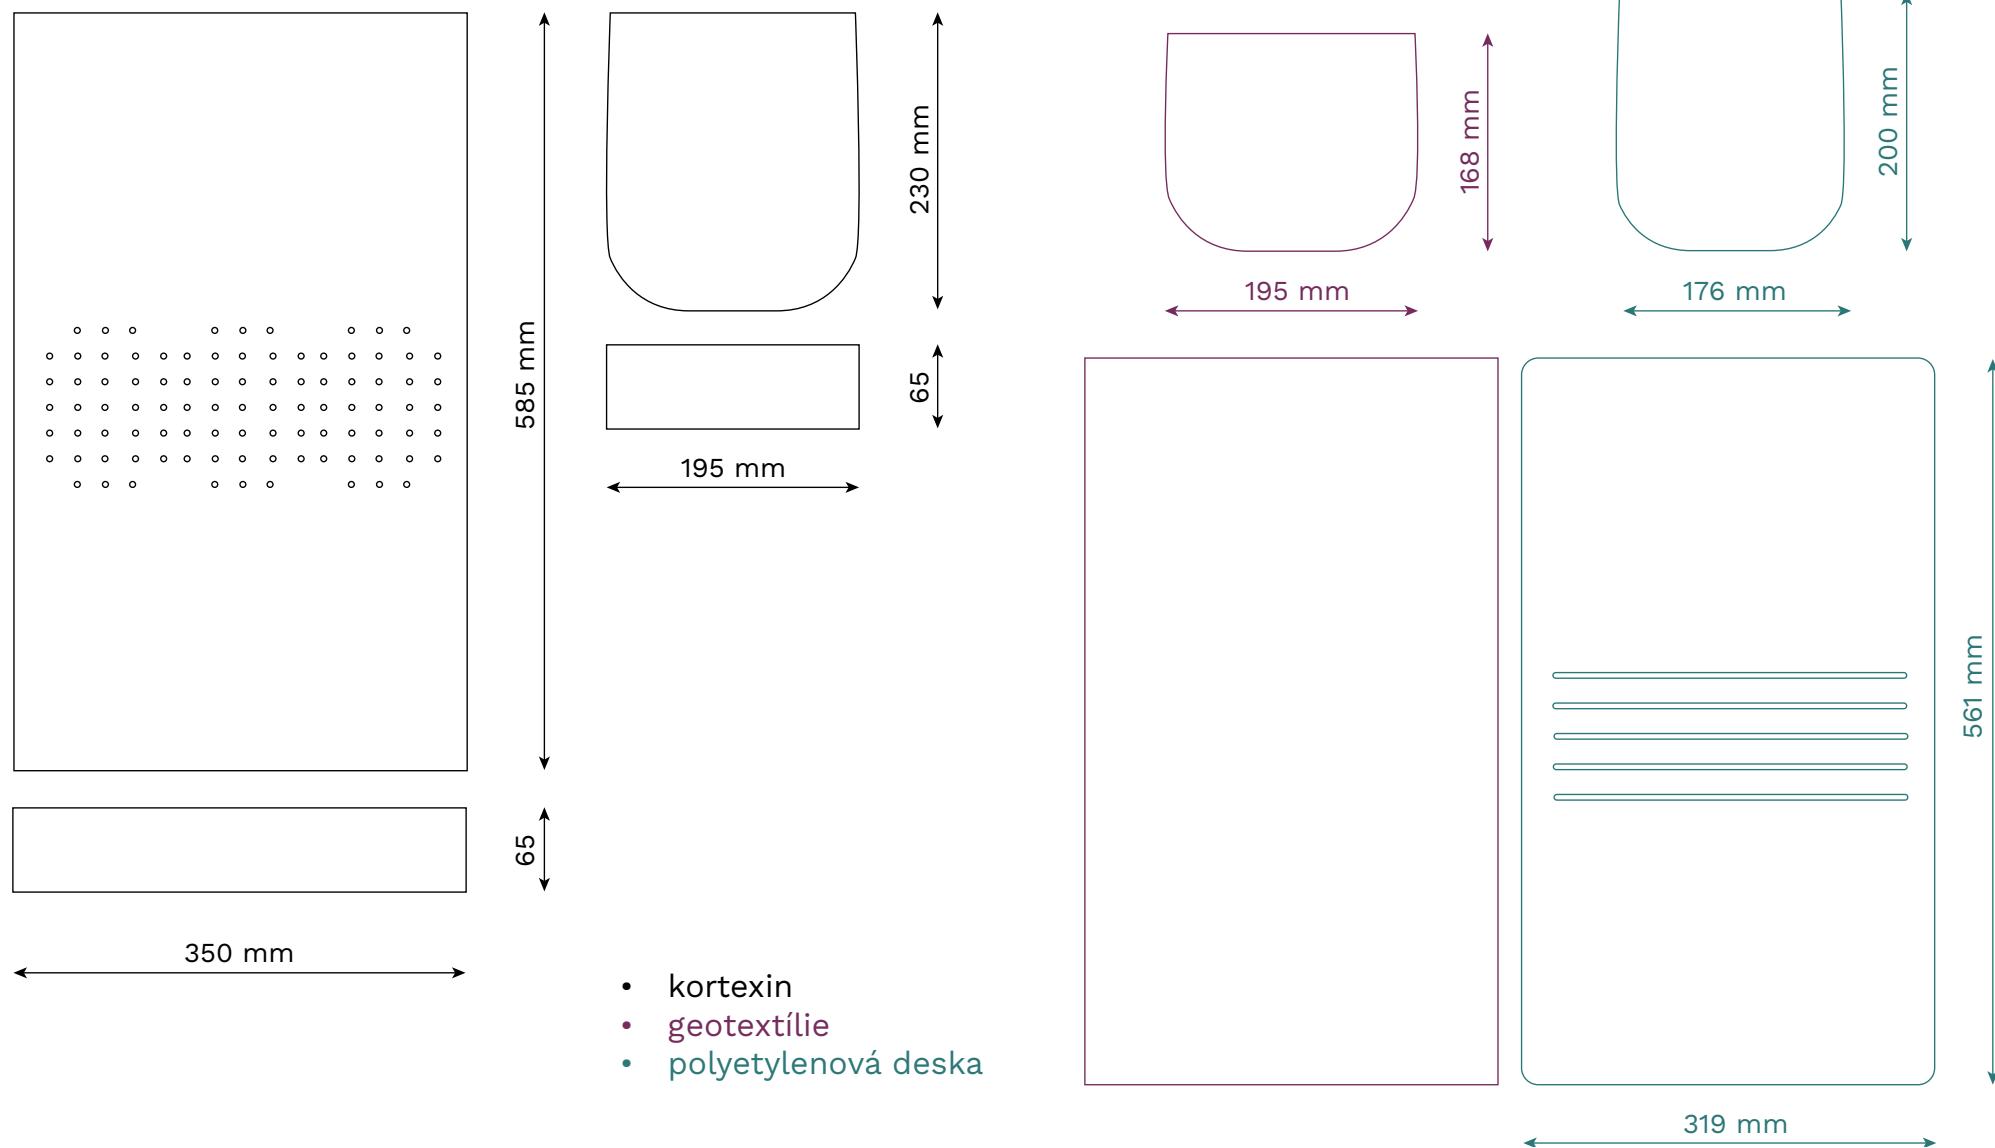 585 mm
230 mm
65
195 mm
65
350 mm
168 mm
195 mm
200 mm
176 mm
561 mm
319 mm
• kortexin
• geotextílie
• polyetylenová deska